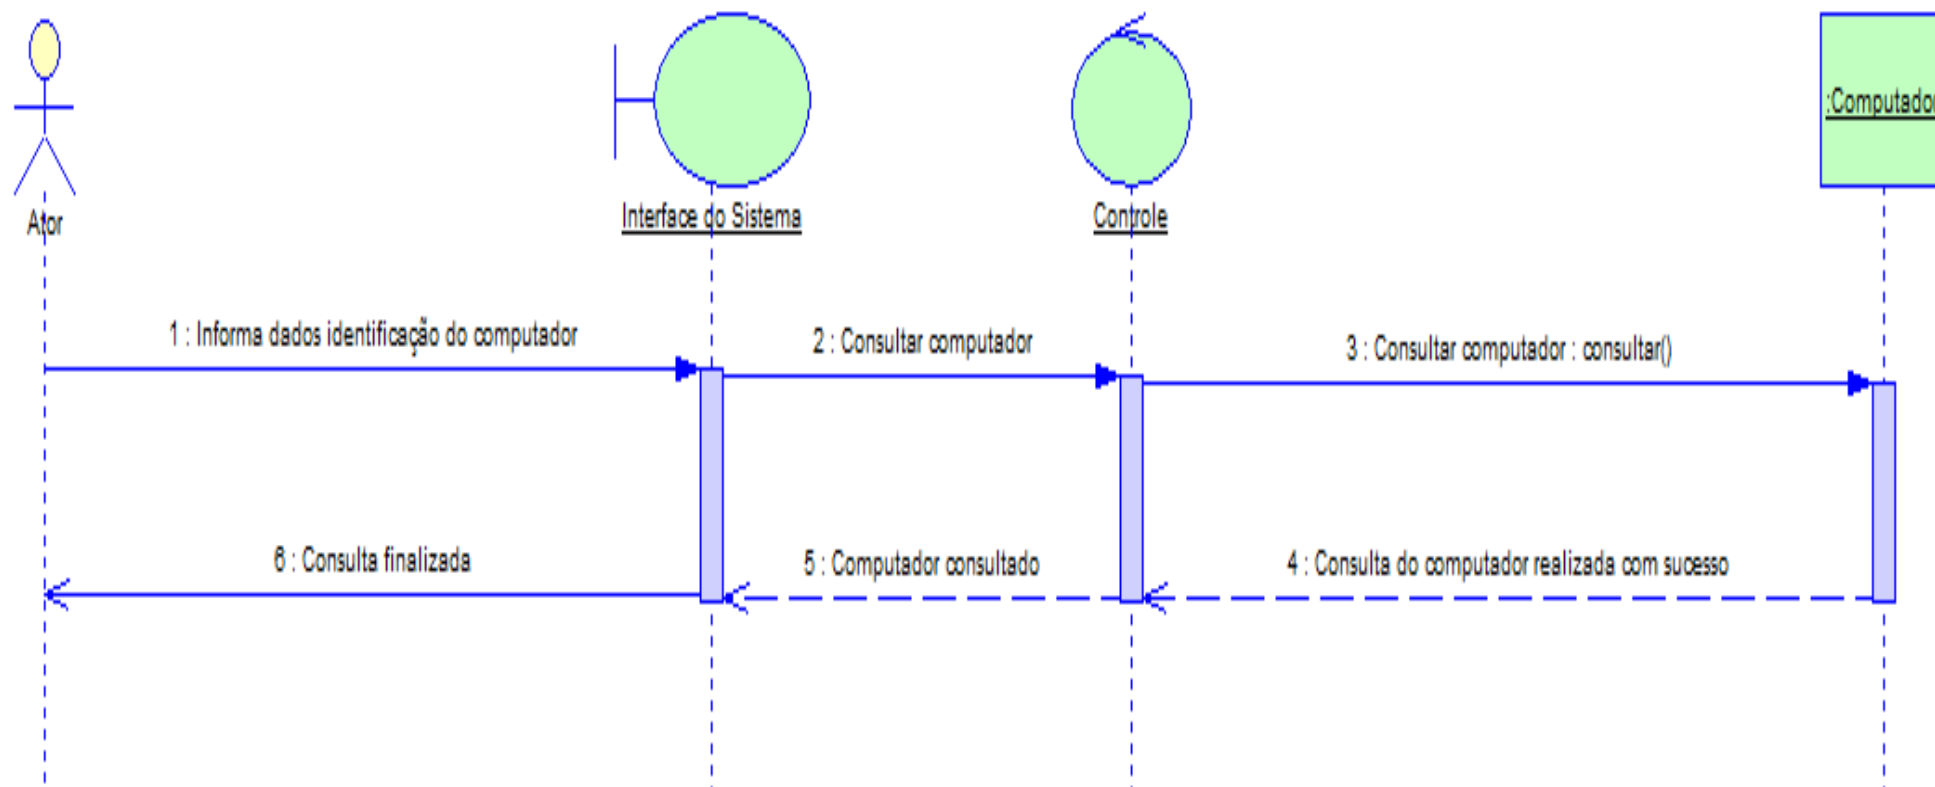 :Computador
Ator
Interface do Sistema
Controle
1 : Informa dados identificação do computador
2 : Consultar computador
3 : Consultar computador : consultar()
6 : Consulta finalizada
5 : Computador consultado
4 : Consulta do computador realizada com sucesso